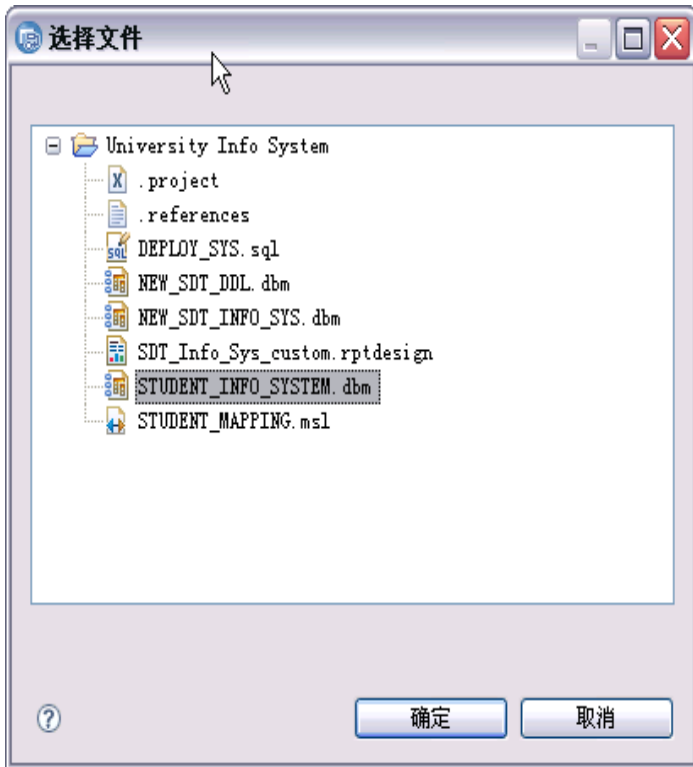 选择文件
University Info System
.project
.references
DEPLOY_SYS.sql
NEW_SDT_DDL.dbm
NEW_SDT_INFO_SYS.dbm
SDT_Info_Sys_custom.rptdesign
STUDENT_INFO_SYSTEM.dbm
STUDENT_MAPPING.msl
确定 取消